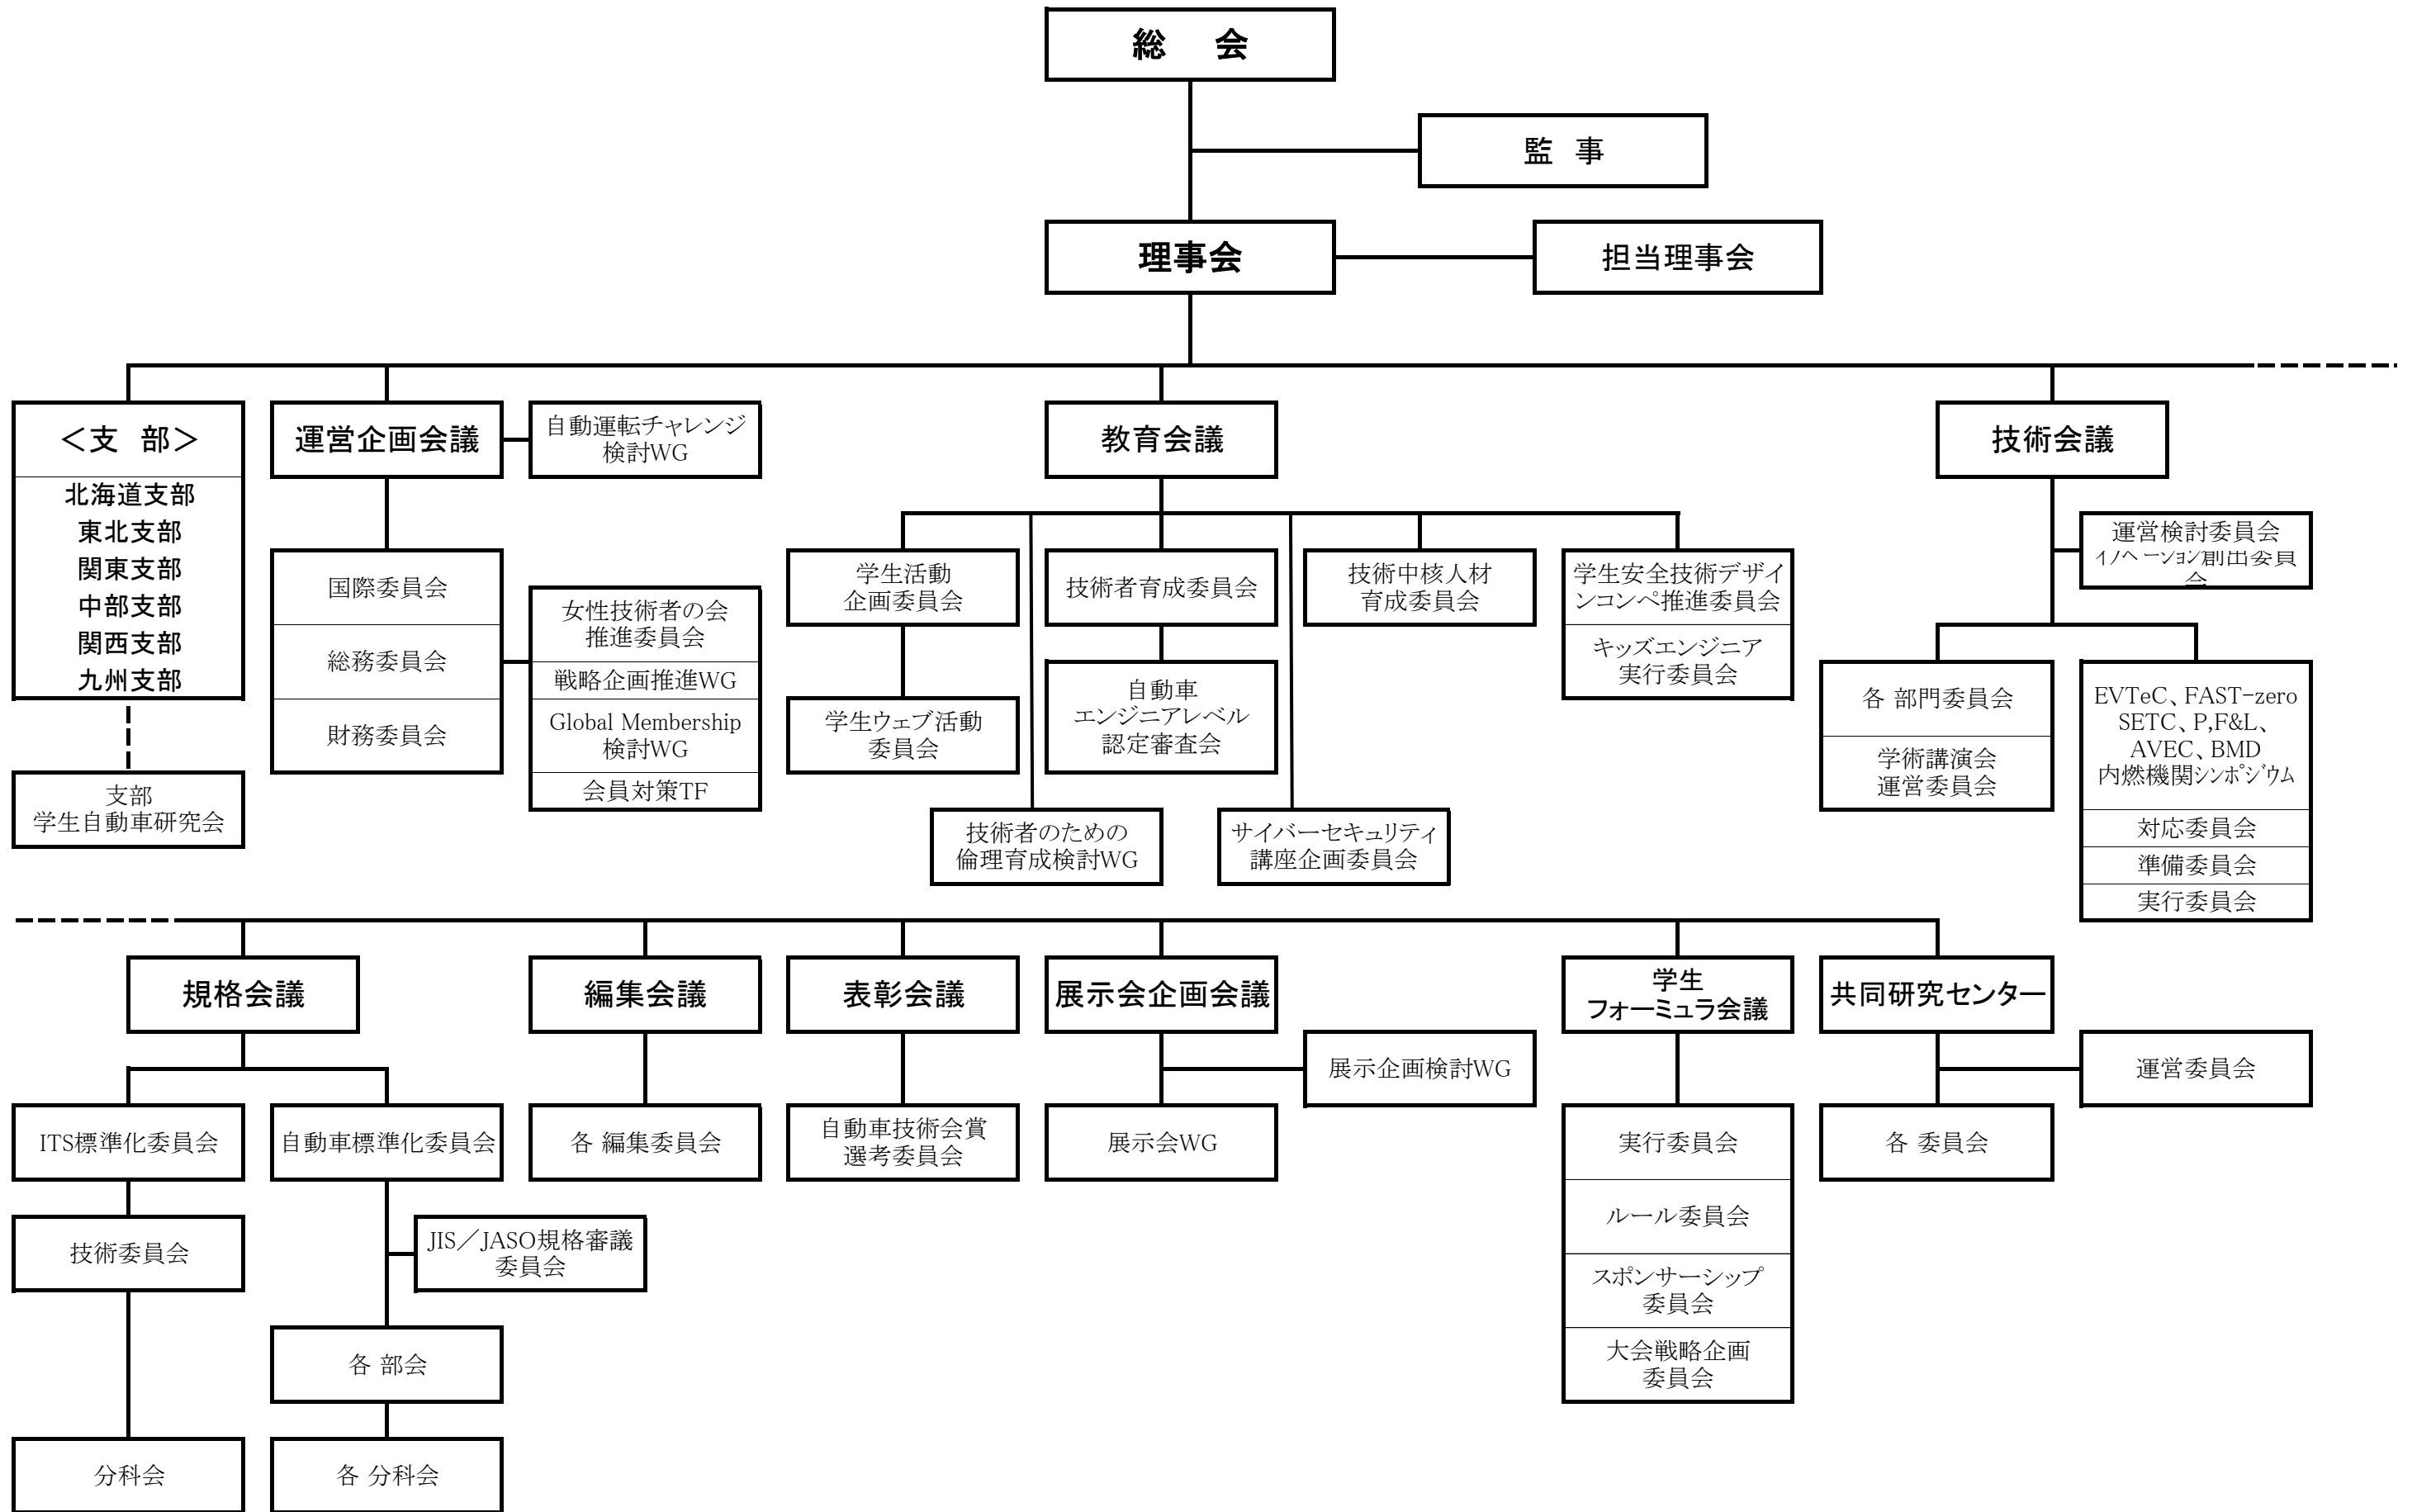 総 会
監 事
理事会
担当理事会
＜支 部＞
北海道支部
東北支部
関東支部
中部支部
関西支部
九州支部
支部
学生自動車研究会
運営企画会議
自動運転チャレンジ
検討WG
国際委員会
総務委員会
財務委員会
女性技術者の会
推進委員会
戦略企画推進WG
Global Membership
検討WG
会員対策TF
教育会議
学生活動
企画委員会
学生ウェブ活動
委員会
技術者育成委員会
自動車
エンジニアレベル
認定審査会
技術中核人材
育成委員会
学生安全技術デザイ
ンコンペ推進委員会
キッズエンジニア
実行委員会
技術者のための
倫理育成検討WG
サイバーセキュリティ
講座企画委員会
技術会議
運営検討委員会
ｲﾉﾍﾞｰｼｮﾝ創出委員
会
各 部門委員会
学術講演会
運営委員会
EVTeC、FAST-zero
SETC、P,F&L、
AVEC、BMD
内燃機関ｼﾝﾎﾟｼﾞｳﾑ
対応委員会
準備委員会
実行委員会
規格会議
ITS標準化委員会
技術委員会
分科会
自動車標準化委員会
JIS／JASO規格審議
委員会
各 部会
各 分科会
編集会議
各 編集委員会
表彰会議
自動車技術会賞
選考委員会
展示会企画会議
展示企画検討WG
展示会WG
学生
フォーミュラ会議
実行委員会
ルール委員会
スポンサーシップ
委員会
大会戦略企画
委員会
共同研究センター
運営委員会
各 委員会